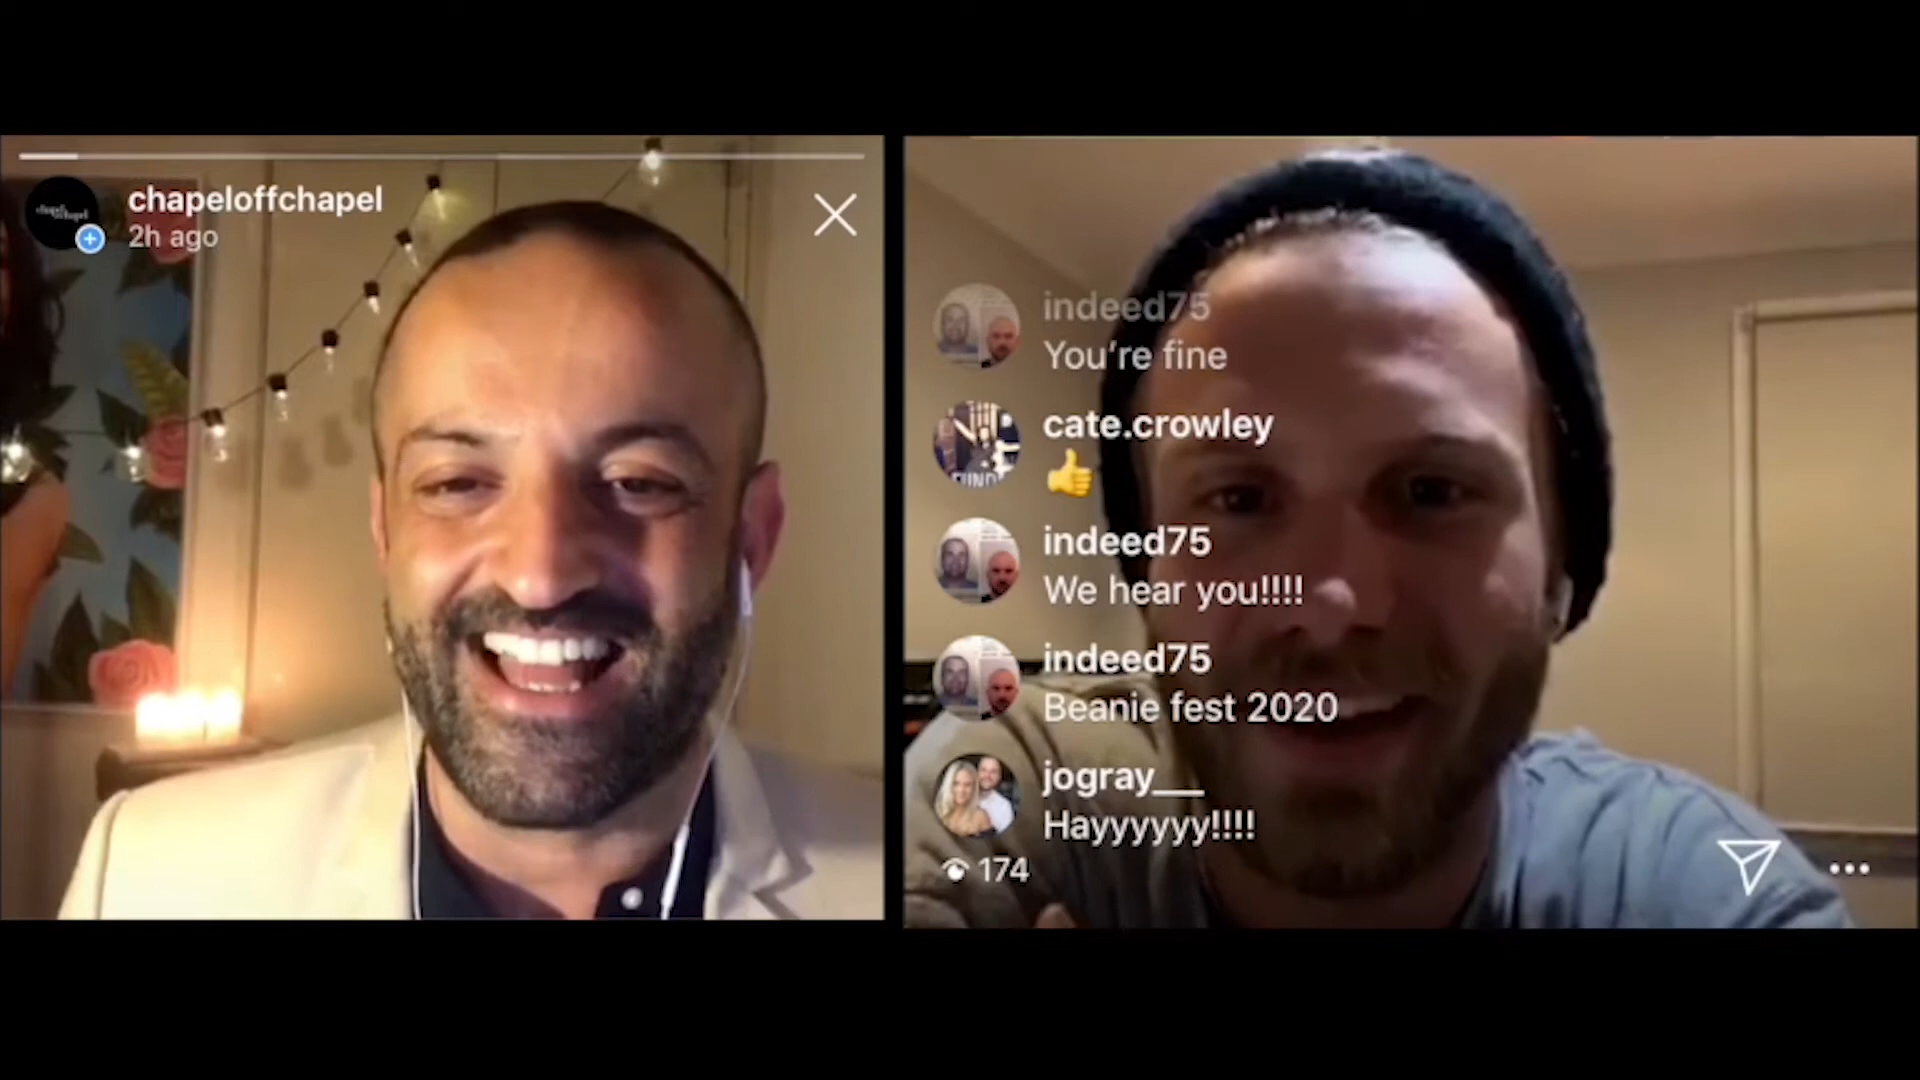 chapeloffchapel
2h ago
indeed75
You're fine
cate.crowley
👍
indeed75
We hear you!!!!
indeed75
Beanie fest 2020
jogray___
Hayyyyyy!!!!
174